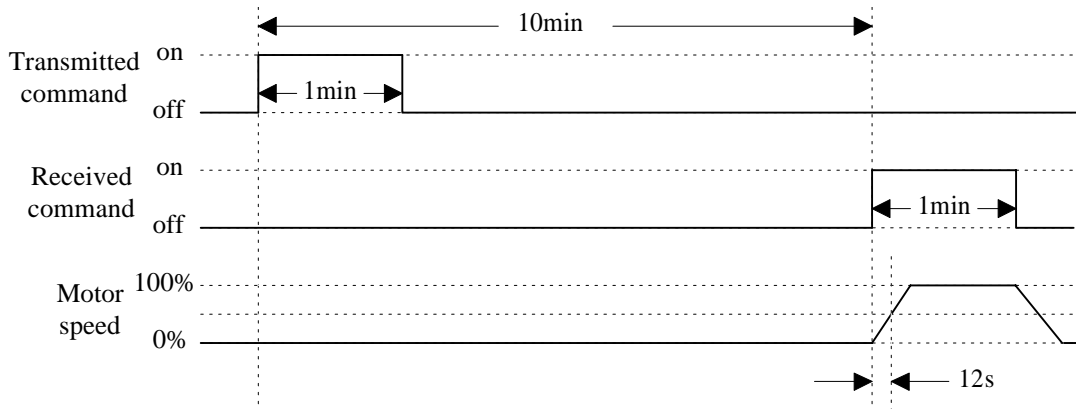 10min
on
Transmitted
command
1min
off
on
Received
command
1min
off
100%
Motor
speed
0%
12s